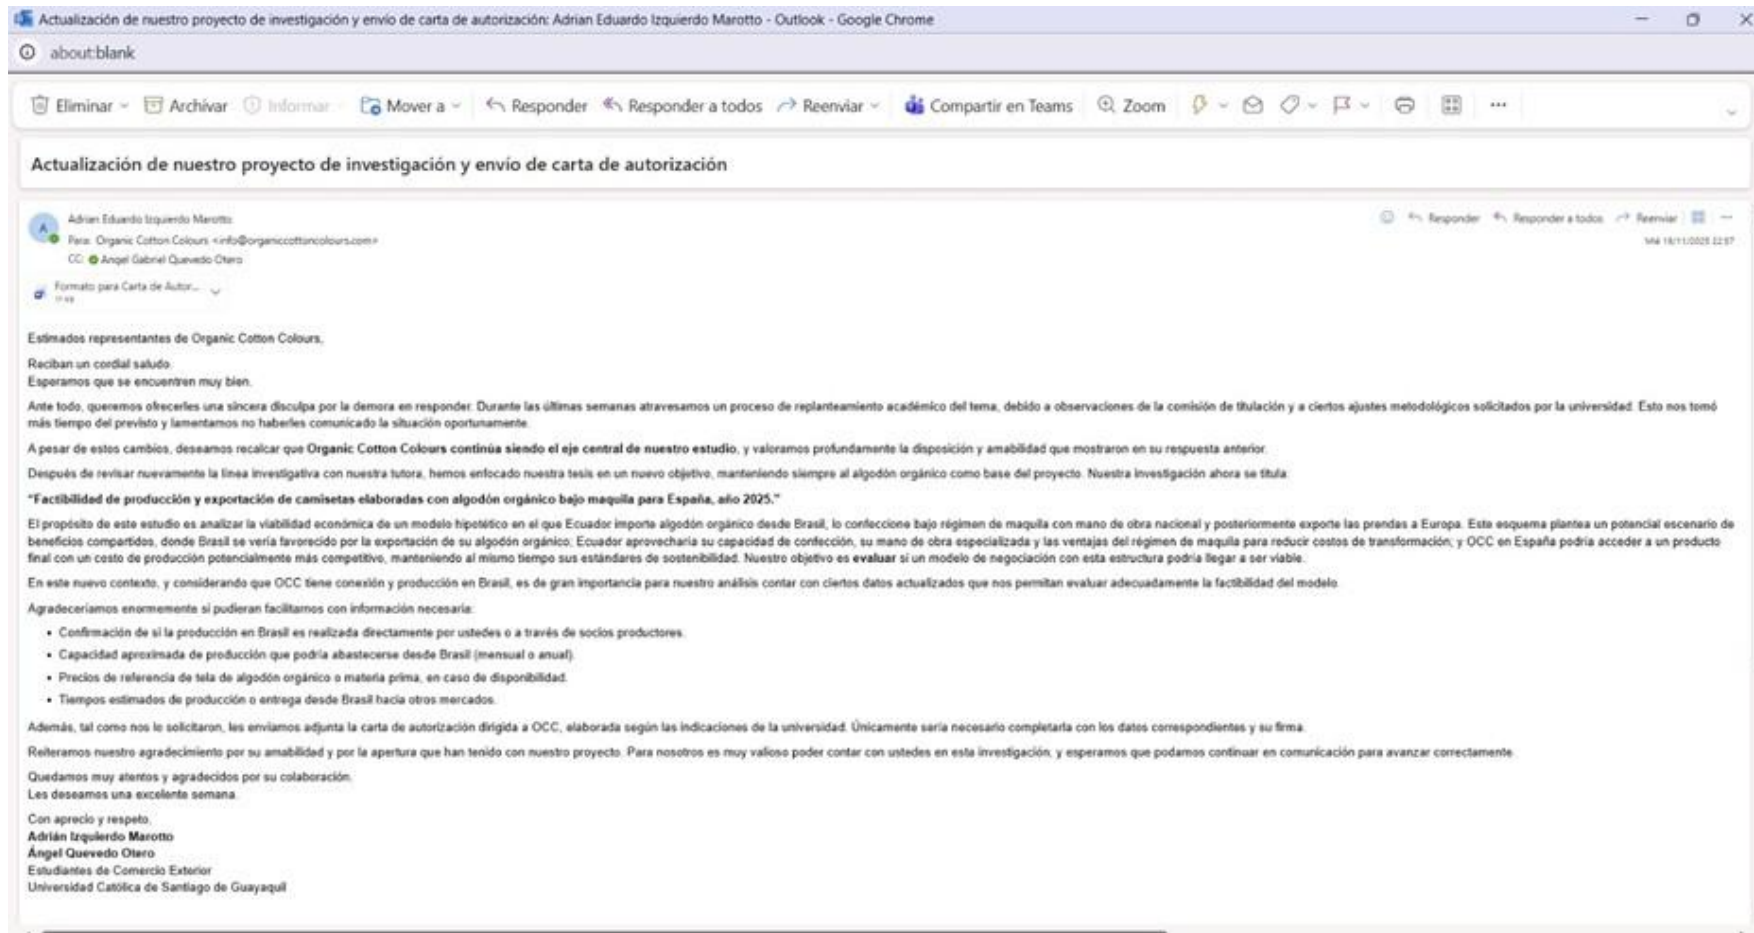 Actualización de nuestro proyecto de investigación y envío de carta de autorización: Adrian Eduardo Izquierdo Marotto - Outlook - Google Chrome
about:blank
Eliminar Archivar Informar Mover a Responder Responder a todos Reenviar Compartir en Teams Zoom
Actualización de nuestro proyecto de investigación y envío de carta de autorización
A
Adrian Eduardo Izquierdo Marotto
Para: Organic Cotton Colours <info@organiccottoncolours.com>
CC: Angel Gabriel Quevedo Otero
Responder Responder a todos Reenviar
Formato para Carta de Autor...
Estimados representantes de Organic Cotton Colours,
Reciban un cordial saludo.
Esperamos que se encuentren muy bien.
Ante todo, queremos ofrecerles una sincera disculpa por la demora en responder. Durante las últimas semanas atravesamos un proceso de replanteamiento académico del tema, debido a observaciones de la comisión de titulación y a ciertos ajustes metodológicos solicitados por la universidad. Esto nos tomó
más tiempo del previsto y lamentamos no haberles comunicado la situación oportunamente.
A pesar de estos cambios, deseamos recalcar que Organic Cotton Colours continúa siendo el eje central de nuestro estudio, y valoramos profundamente la disposición y amabilidad que mostraron en su respuesta anterior.
Después de revisar nuevamente la línea investigativa con nuestra tutora, hemos enfocado nuestra tesis en un nuevo objetivo, manteniendo siempre al algodón orgánico como base del proyecto. Nuestra investigación ahora se titula:
“Factibilidad de producción y exportación de camisetas elaboradas con algodón orgánico bajo maquila para España, año 2025.”
El propósito de este estudio es analizar la viabilidad económica de un modelo hipotético en el que Ecuador importe algodón orgánico desde Brasil, lo confeccione bajo régimen de maquila con mano de obra nacional y posteriormente exporte las prendas a Europa. Este esquema plantea un potencial escenario de
beneficios compartidos, donde Brasil se vería favorecido por la exportación de su algodón orgánico; Ecuador aprovecharía su capacidad de confección, su mano de obra especializada y las ventajas del régimen de maquila para reducir costos de transformación; y OCC en España podría acceder a un producto
final con un costo de producción potencialmente más competitivo, manteniendo al mismo tiempo sus estándares de sostenibilidad. Nuestro objetivo es evaluar si un modelo de negociación con esta estructura podría llegar a ser viable.
En este nuevo contexto, y considerando que OCC tiene conexión y producción en Brasil, es de gran importancia para nuestro análisis contar con ciertos datos actualizados que nos permitan evaluar adecuadamente la factibilidad del modelo.
Agradeceríamos enormemente si pudieran facilitarnos con información necesaria:
• Confirmación de si la producción en Brasil es realizada directamente por ustedes o a través de socios productores.
• Capacidad aproximada de producción que podría abastecerse desde Brasil (mensual o anual).
• Precios de referencia de tela de algodón orgánico o materia prima, en caso de disponibilidad.
• Tiempos estimados de producción o entrega desde Brasil hacia otros mercados.
Además, tal como nos lo solicitaron, les enviamos adjunta la carta de autorización dirigida a OCC, elaborada según las indicaciones de la universidad. Únicamente sería necesario completarla con los datos correspondientes y su firma.
Reiteramos nuestro agradecimiento por su amabilidad y por la apertura que han tenido con nuestro proyecto. Para nosotros es muy valioso poder contar con ustedes en esta investigación, y esperamos que podamos continuar en comunicación para avanzar correctamente.
Quedamos muy atentos y agradecidos por su colaboración.
Les deseamos una excelente semana.
Con aprecio y respeto,
Adrián Izquierdo Marotto
Ángel Quevedo Otero
Estudiantes de Comercio Exterior
Universidad Católica de Santiago de Guayaquil